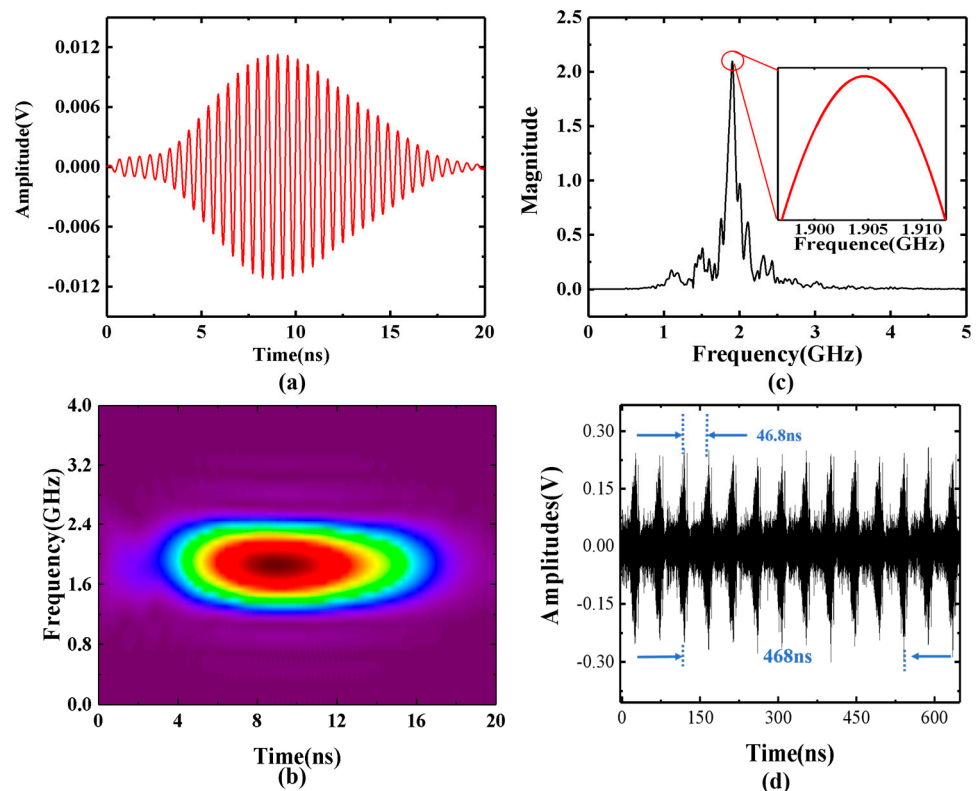 Amplitude(V)
0.012
0.006
0.000
-0.006
-0.012
0 5 10 15 20
Time(ns)
(a)
Magnitude
2.5
2.0
1.5
1.0
0.5
0.0
1.900 1.905 1.910
Frequence(GHz)
0 1 2 3 4 5
Frequency(GHz)
(c)
Frequency(GHz)
4.0
3.2
2.4
1.6
0.8
0.0
0 4 8 12 16 20
Time(ns)
(b)
Amplitudes(V)
0.30
0.15
0.00
-0.15
-0.30
46.8ns
468ns
0 150 300 450 600
Time(ns)
(d)